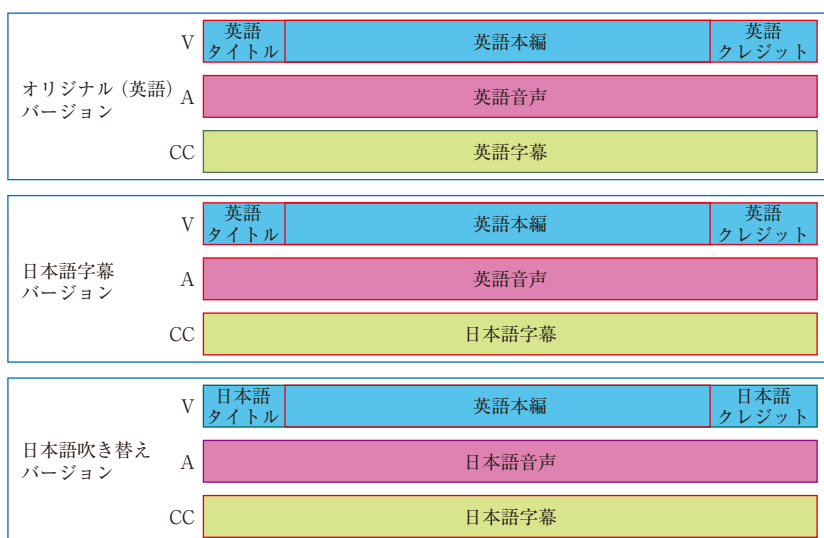 V
英語
タイトル
英語本編
英語
クレジット
オリジナル（英語）
バージョン
A
英語音声
CC
英語字幕
V
英語
タイトル
英語本編
英語
クレジット
日本語字幕
バージョン
A
英語音声
CC
日本語字幕
V
日本語
タイトル
英語本編
日本語
クレジット
日本語吹き替え
バージョン
A
日本語音声
CC
日本語字幕